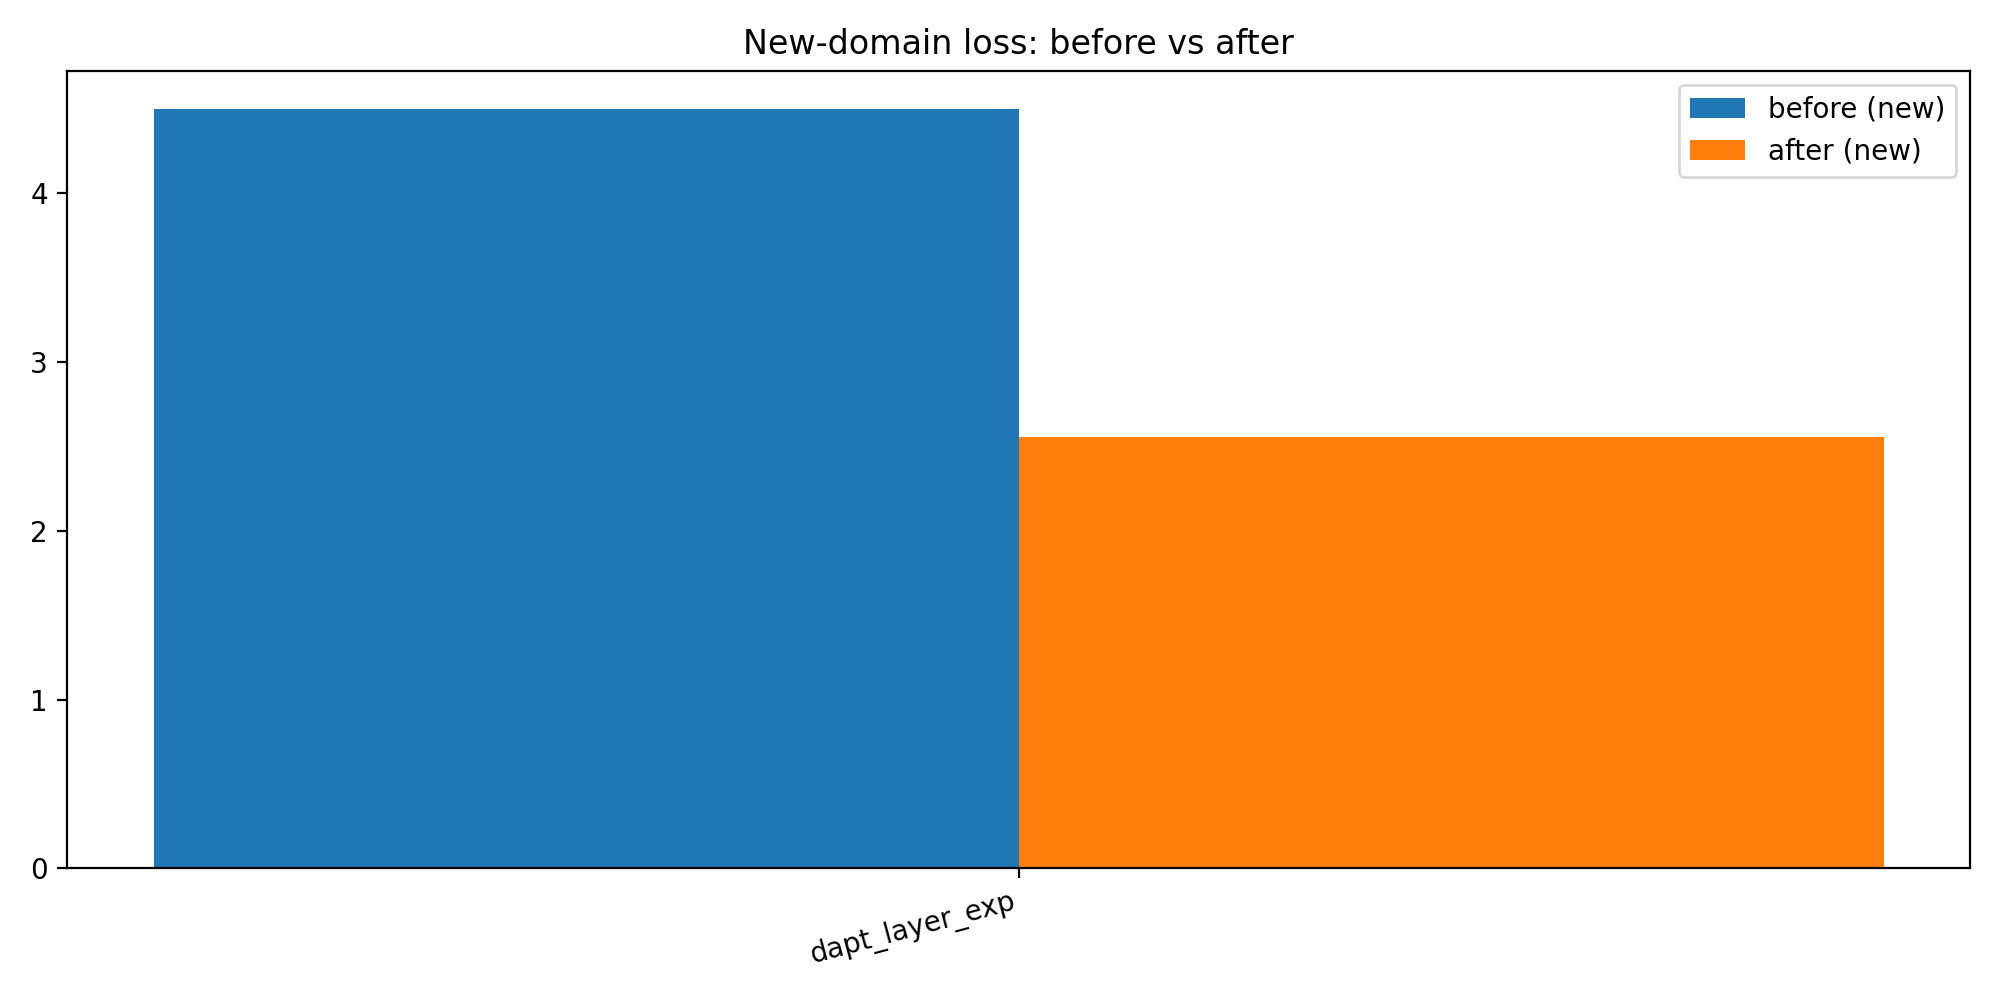 New-domain loss: before vs after
before (new)
after (new)
4
3
2
1
0
dapt_layer_exp